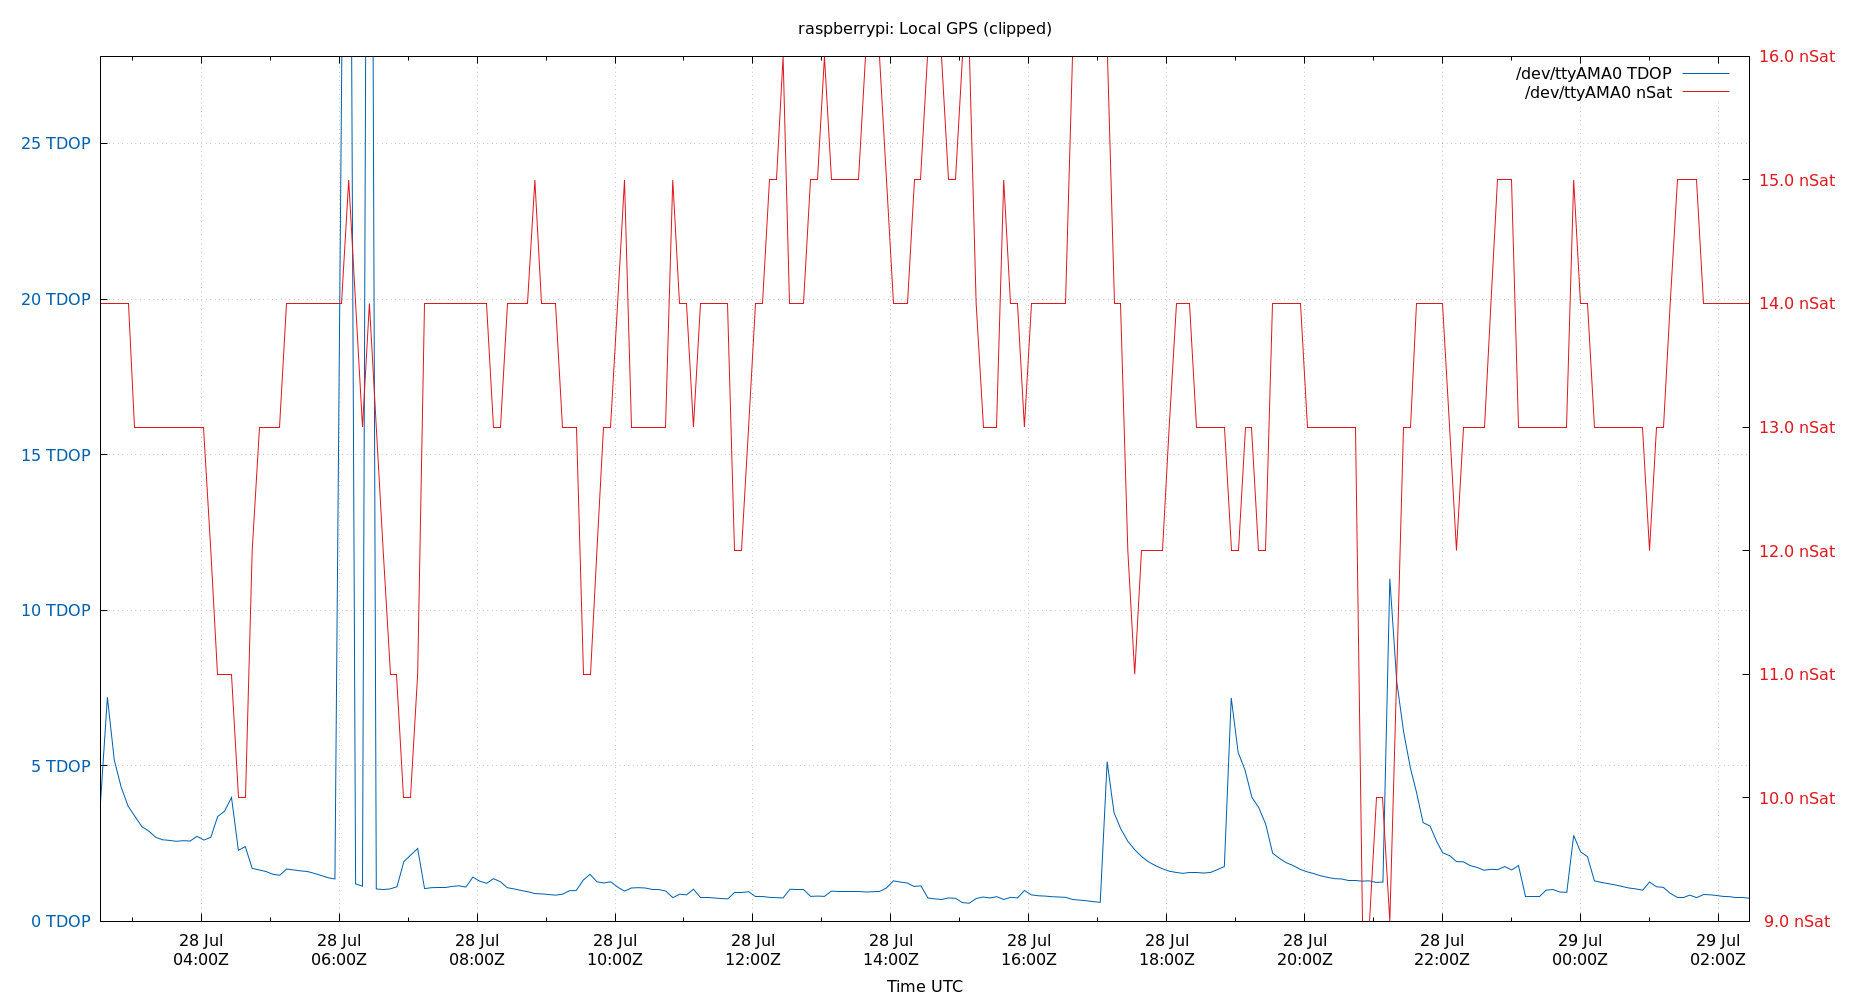 raspberrypi: Local GPS (clipped)
/dev/ttyAMA0 TDOP
/dev/ttyAMA0 nSat
25 TDOP
20 TDOP
15 TDOP
10 TDOP
5 TDOP
0 TDOP
16.0 nSat
15.0 nSat
14.0 nSat
13.0 nSat
12.0 nSat
11.0 nSat
10.0 nSat
9.0 nSat
28 Jul 28 Jul 28 Jul 28 Jul 28 Jul 28 Jul 28 Jul 28 Jul 28 Jul 28 Jul 29 Jul 29 Jul
04:00Z 06:00Z 08:00Z 10:00Z 12:00Z 14:00Z 16:00Z 18:00Z 20:00Z 22:00Z 00:00Z 02:00Z
Time UTC